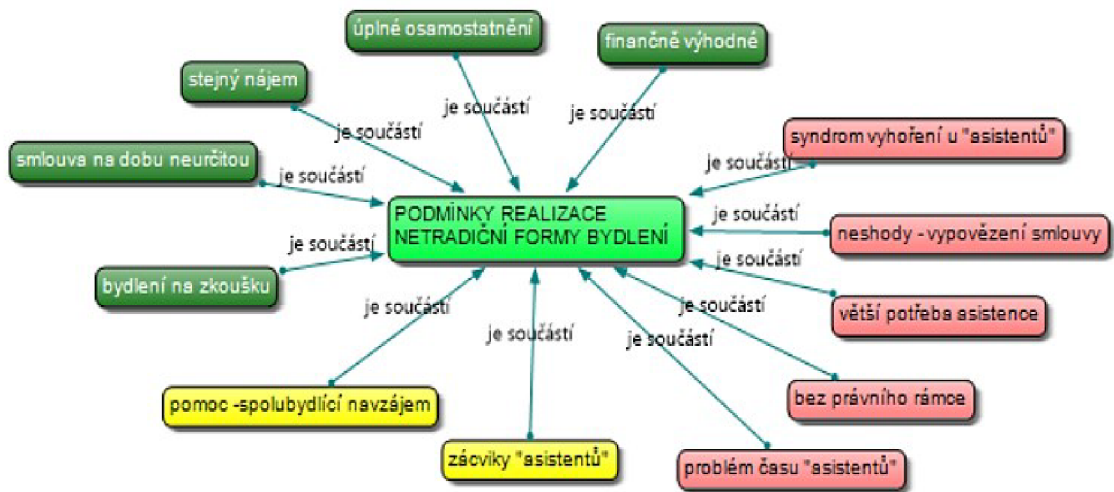 úplné osamostatnění
finančně výhodné
stejný nájem
je součástí
je součástí
je součástí
syndrom vyhoření u "asistentů"
smlouva na dobu neurčitou
je součástí
je součástí
PODMÍNKY REALIZACE
NETRADIČNÍ FORMY BYDLENÍ
je součástí
neshody - vypovězení smlouvy
je součástí
je součástí
bydlení na zkoušku
je součástí
je součástí
je součástí
je součástí
větší potřeba asistence
pomoc -spolubydlící navzájem
bez právního rámce
zácviky "asistentů"
problém času "asistentů"